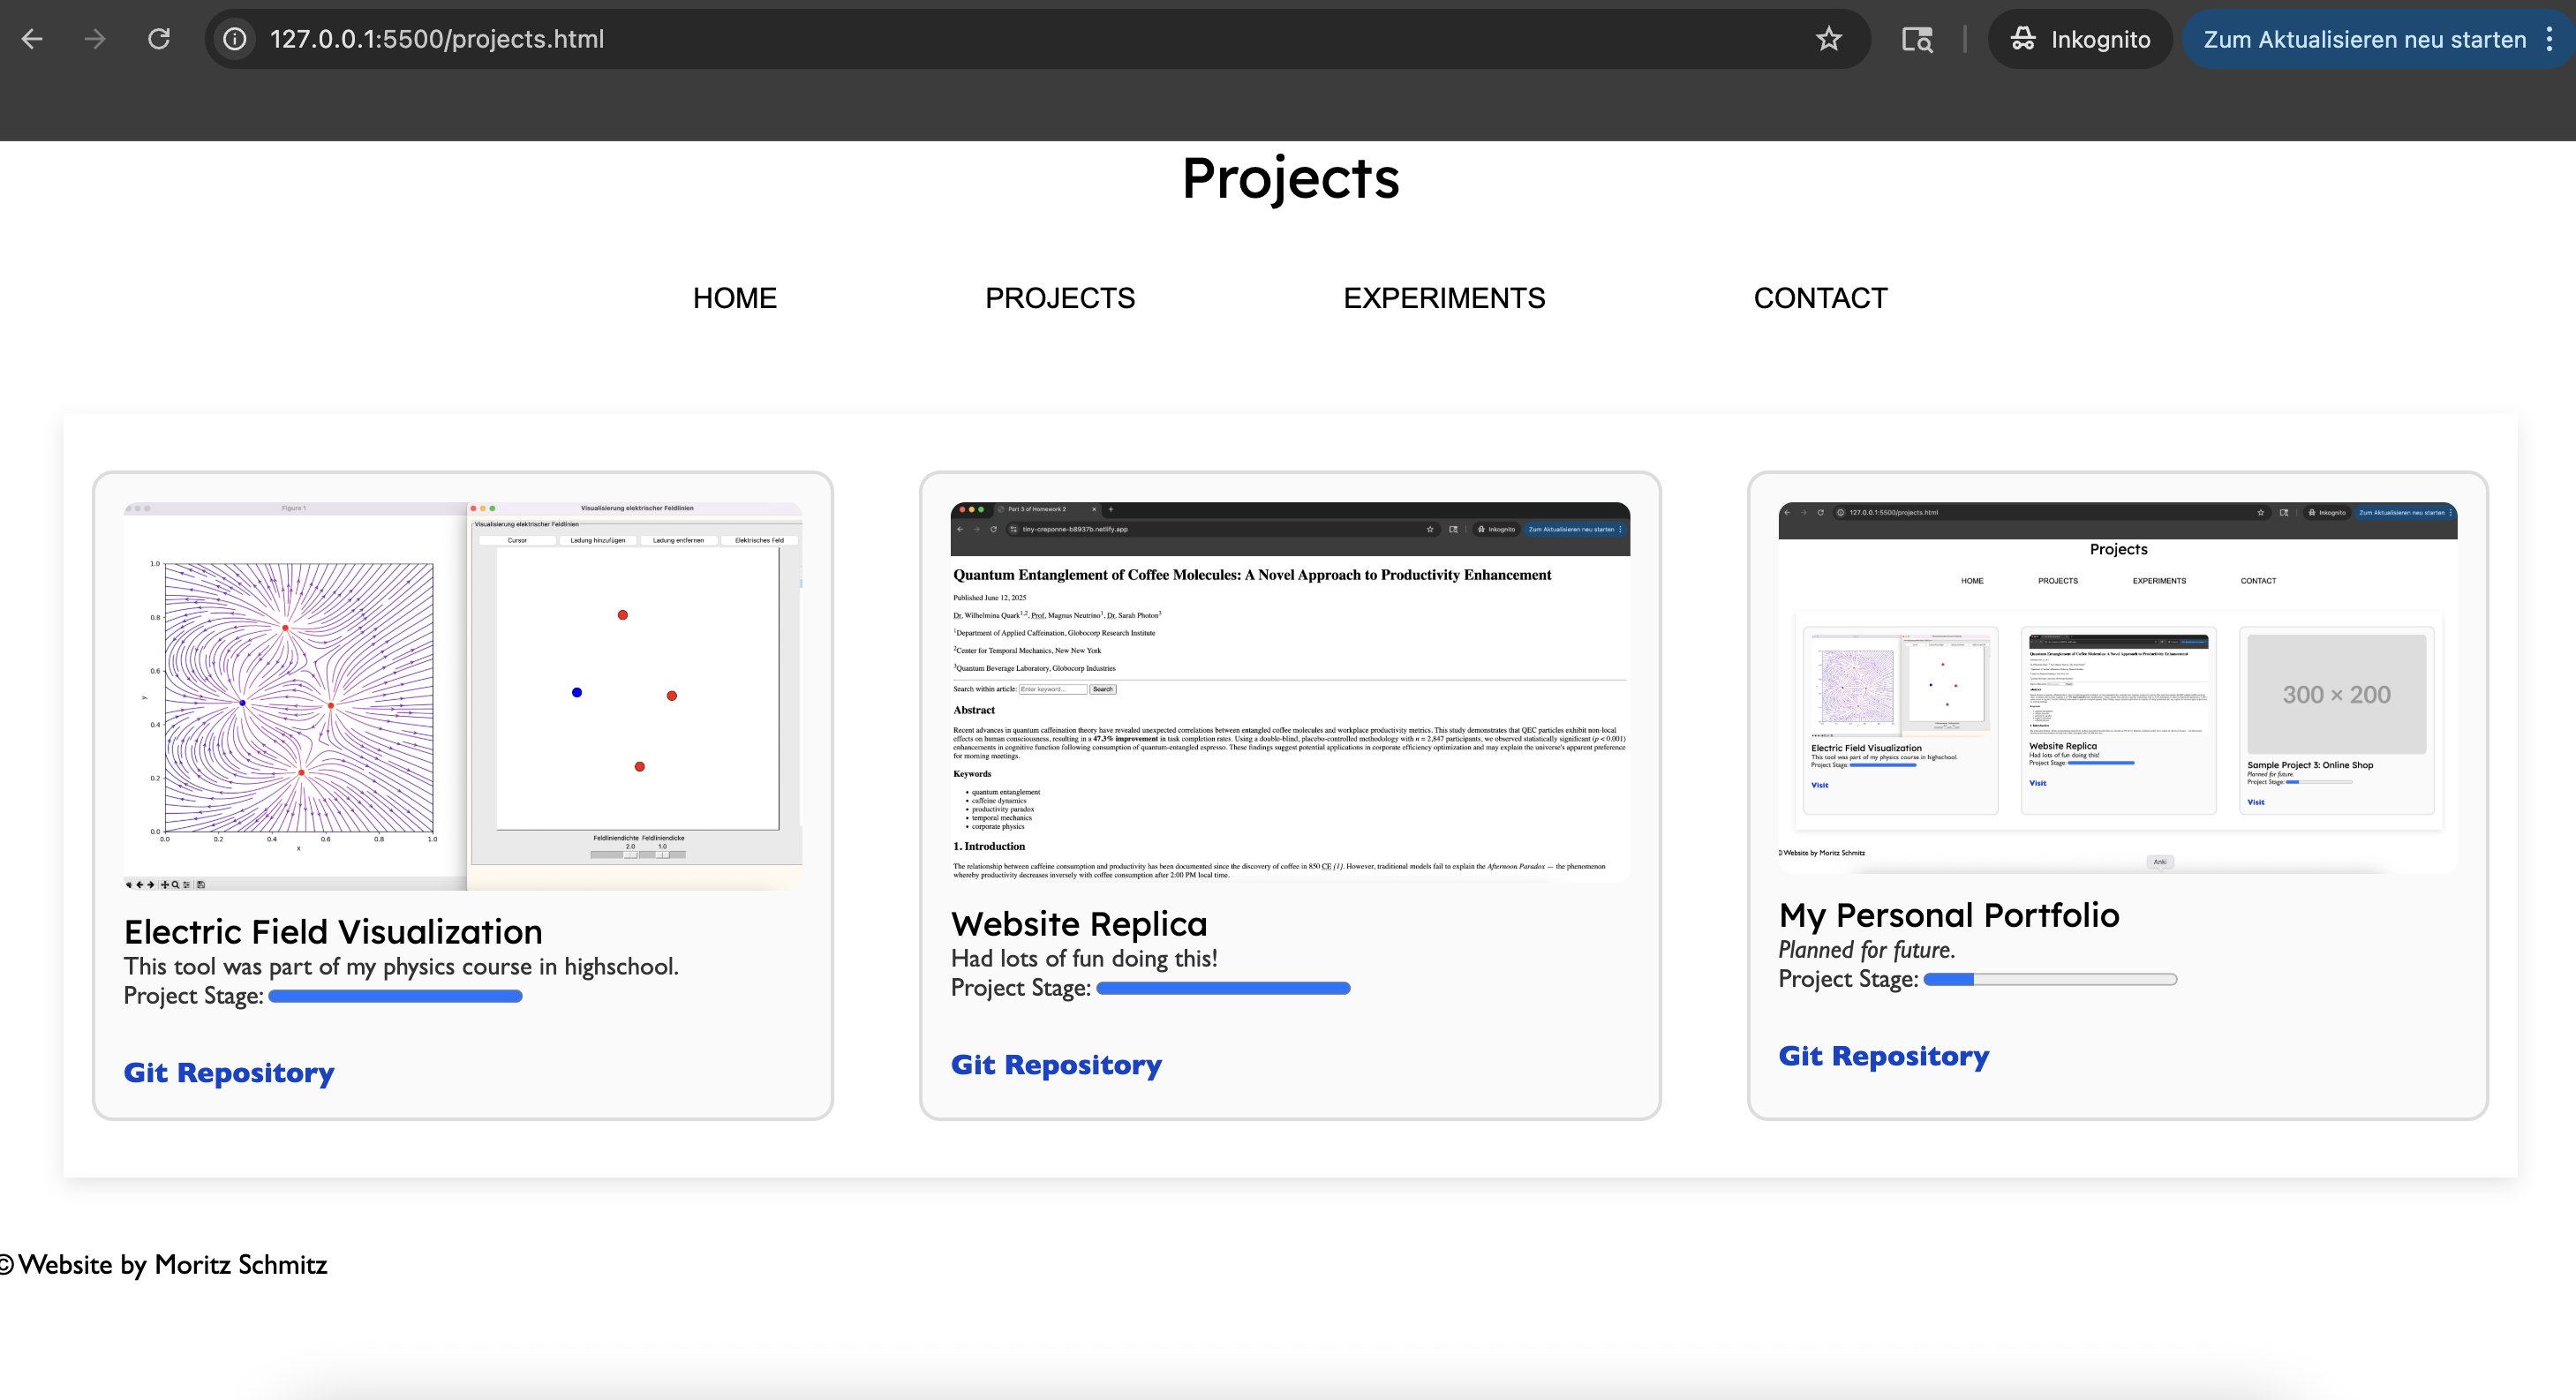 127.0.0.1:5500/projects.html
Inkognito
Zum Aktualisieren neu starten
Projects
HOME PROJECTS EXPERIMENTS CONTACT
Figure 1
Visualisierung elektrischer Feldlinien
Visualisierung elektrischer Feldlinien
Cursor Ladung hinzufügen Ladung entfernen Elektrisches Feld
1.0
0.8
0.6
y
0.4
0.2
0.0
0.0 0.2 0.4 0.6 0.8 1.0
x
Feldliniendichte Feldliniendicke
2.0 1.0
Electric Field Visualization
This tool was part of my physics course in highschool.
Project Stage:
Git Repository
Part 3 of Homework 2
tiny-creponne-b8937b.netlify.app
Inkognito
Zum Aktualisieren neu starten
Quantum Entanglement of Coffee Molecules: A Novel Approach to Productivity Enhancement
Published June 12, 2025
Dr. Wilhelmina Quark1,2, Prof. Magnus Neutrino1, Dr. Sarah Photon3
1Department of Applied Caffeination, Globocorp Research Institute
2Center for Temporal Mechanics, New New York
3Quantum Beverage Laboratory, Globocorp Industries
Search within article: Enter keyword... Search
Abstract
Recent advances in quantum caffeination theory have revealed unexpected correlations between entangled coffee molecules and workplace productivity metrics. This study demonstrates that QEC particles exhibit non-local
effects on human consciousness, resulting in a 47.3% improvement in task completion rates. Using a double-blind, placebo-controlled methodology with n = 2,847 participants, we observed statistically significant (p < 0.001)
enhancements in cognitive function following consumption of quantum-entangled espresso. These findings suggest potential applications in corporate efficiency optimization and may explain the universe's apparent preference
for morning meetings.
Keywords
• quantum entanglement
• caffeine dynamics
• productivity paradox
• temporal mechanics
• corporate physics
1. Introduction
The relationship between caffeine consumption and productivity has been documented since the discovery of coffee in 850 CE [1]. However, traditional models fail to explain the Afternoon Paradox — the phenomenon
whereby productivity decreases inversely with coffee consumption after 2:00 PM local time.
Website Replica
Had lots of fun doing this!
Project Stage:
Git Repository
127.0.0.1:5500/projects.html
Inkognito
Zum Aktualisieren neu starten
Projects
HOME PROJECTS EXPERIMENTS CONTACT
Electric Field Visualization
This tool was part of my physics course in highschool.
Project Stage:
Visit
Quantum Entanglement of Coffee Molecules: A Novel Approach to Productivity Enhancement
Website Replica
Had lots of fun doing this!
Project Stage:
Visit
300 × 200
Sample Project 3: Online Shop
Planned for future.
Project Stage:
Visit
© Website by Moritz Schmitz
Anki
My Personal Portfolio
Planned for future.
Project Stage:
Git Repository
© Website by Moritz Schmitz